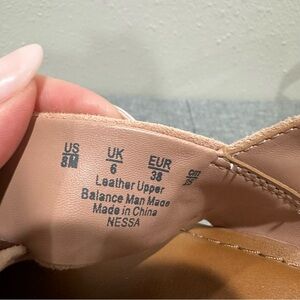 US UK EUR
8M 6 38
Leather Upper
Balance Man Made
Made in China
NESSA